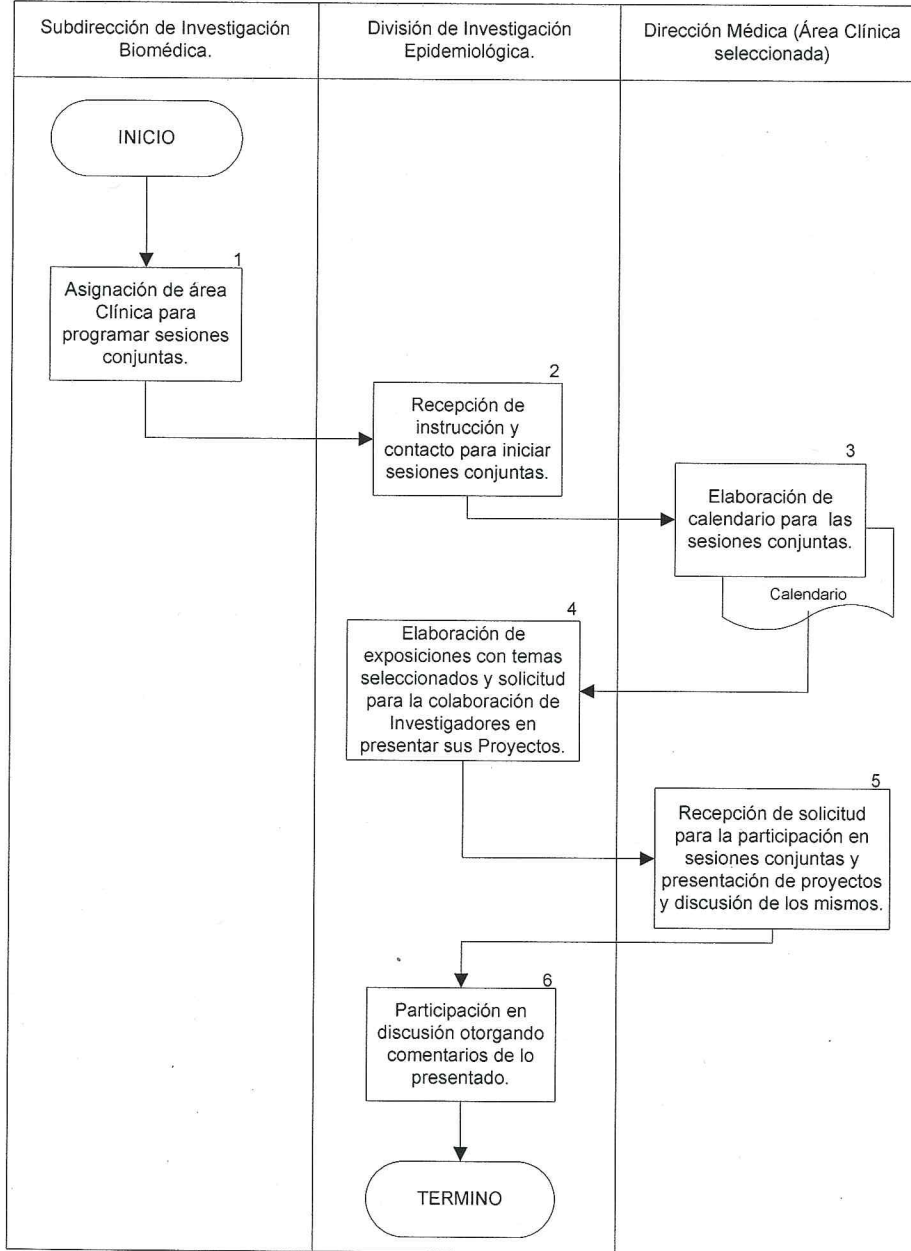 Subdirección de Investigación
Biomédica.
División de Investigación
Epidemiológica.
Dirección Médica (Área Clínica
seleccionada)
INICIO
1
Asignación de área
Clínica para
programar sesiones
conjuntas.
2
Recepción de
instrucción y
contacto para iniciar
sesiones conjuntas.
3
Elaboración de
calendario para las
sesiones conjuntas.
Calendario
4
Elaboración de
exposiciones con temas
seleccionados y solicitud
para la colaboración de
Investigadores en
presentar sus Proyectos.
5
Recepción de solicitud
para la participación en
sesiones conjuntas y
presentación de proyectos
y discusión de los mismos.
6
Participación en
discusión otorgando
comentarios de lo
presentado.
TERMINO